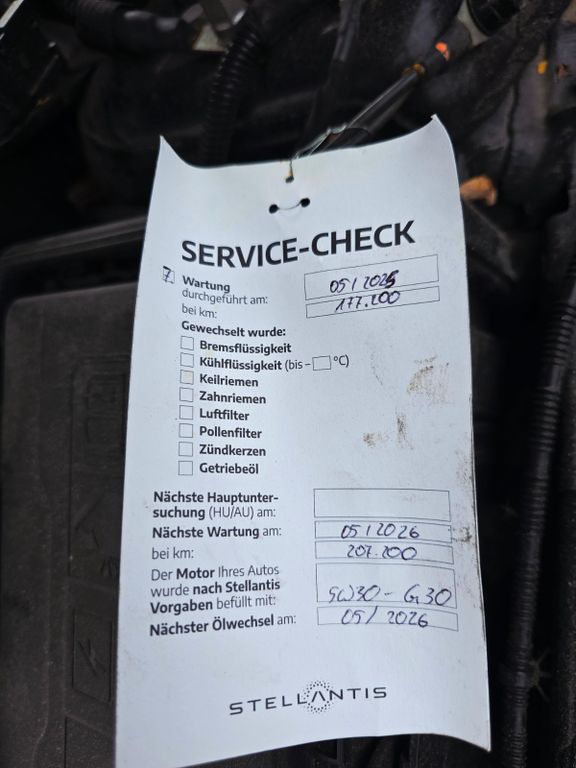 SERVICE-CHECK
Wartung 05/2025
durchgeführt am:
bei km: 177.200
Gewechselt wurde:
Bremsflüssigkeit
Kühlflüssigkeit (bis – °C)
Keilriemen
Zahnriemen
Luftfilter
Pollenfilter
Zündkerzen
Getriebeöl
Nächste Hauptunter-
suchung (HU/AU) am:
Nächste Wartung am: 05/2026
bei km: 207.200
Der Motor Ihres Autos
wurde nach Stellantis
Vorgaben befüllt mit: 5W30-G30
Nächster Ölwechsel am: 05/2026
STELLANTIS